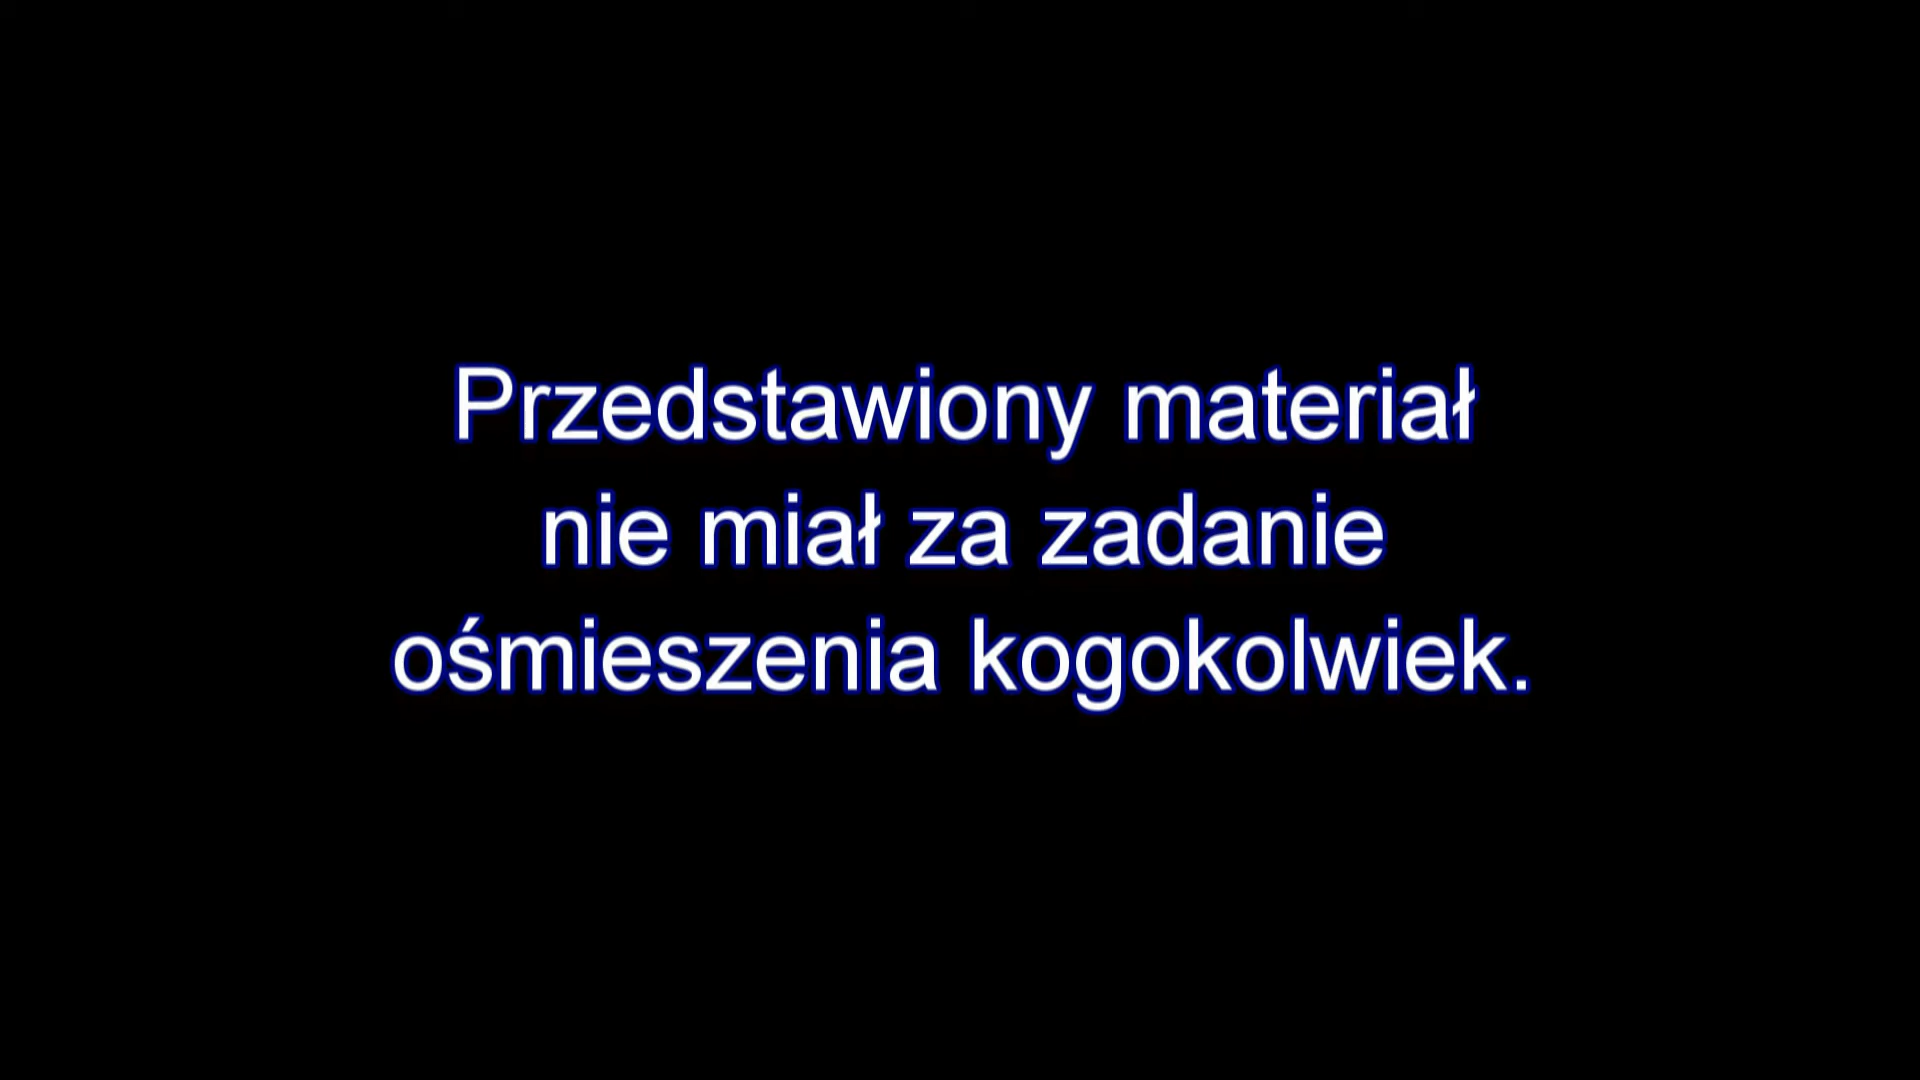 Przedstawiony materiał
nie miał za zadanie
ośmieszenia kogokolwiek.